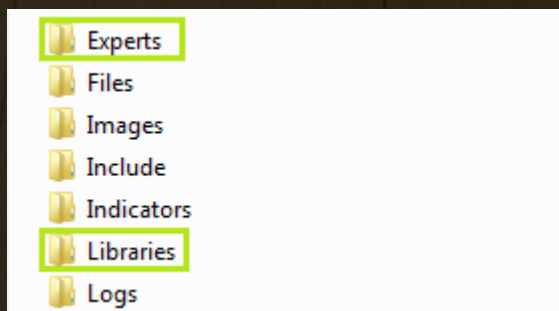 Experts
Files
Images
Include
Indicators
Libraries
Logs